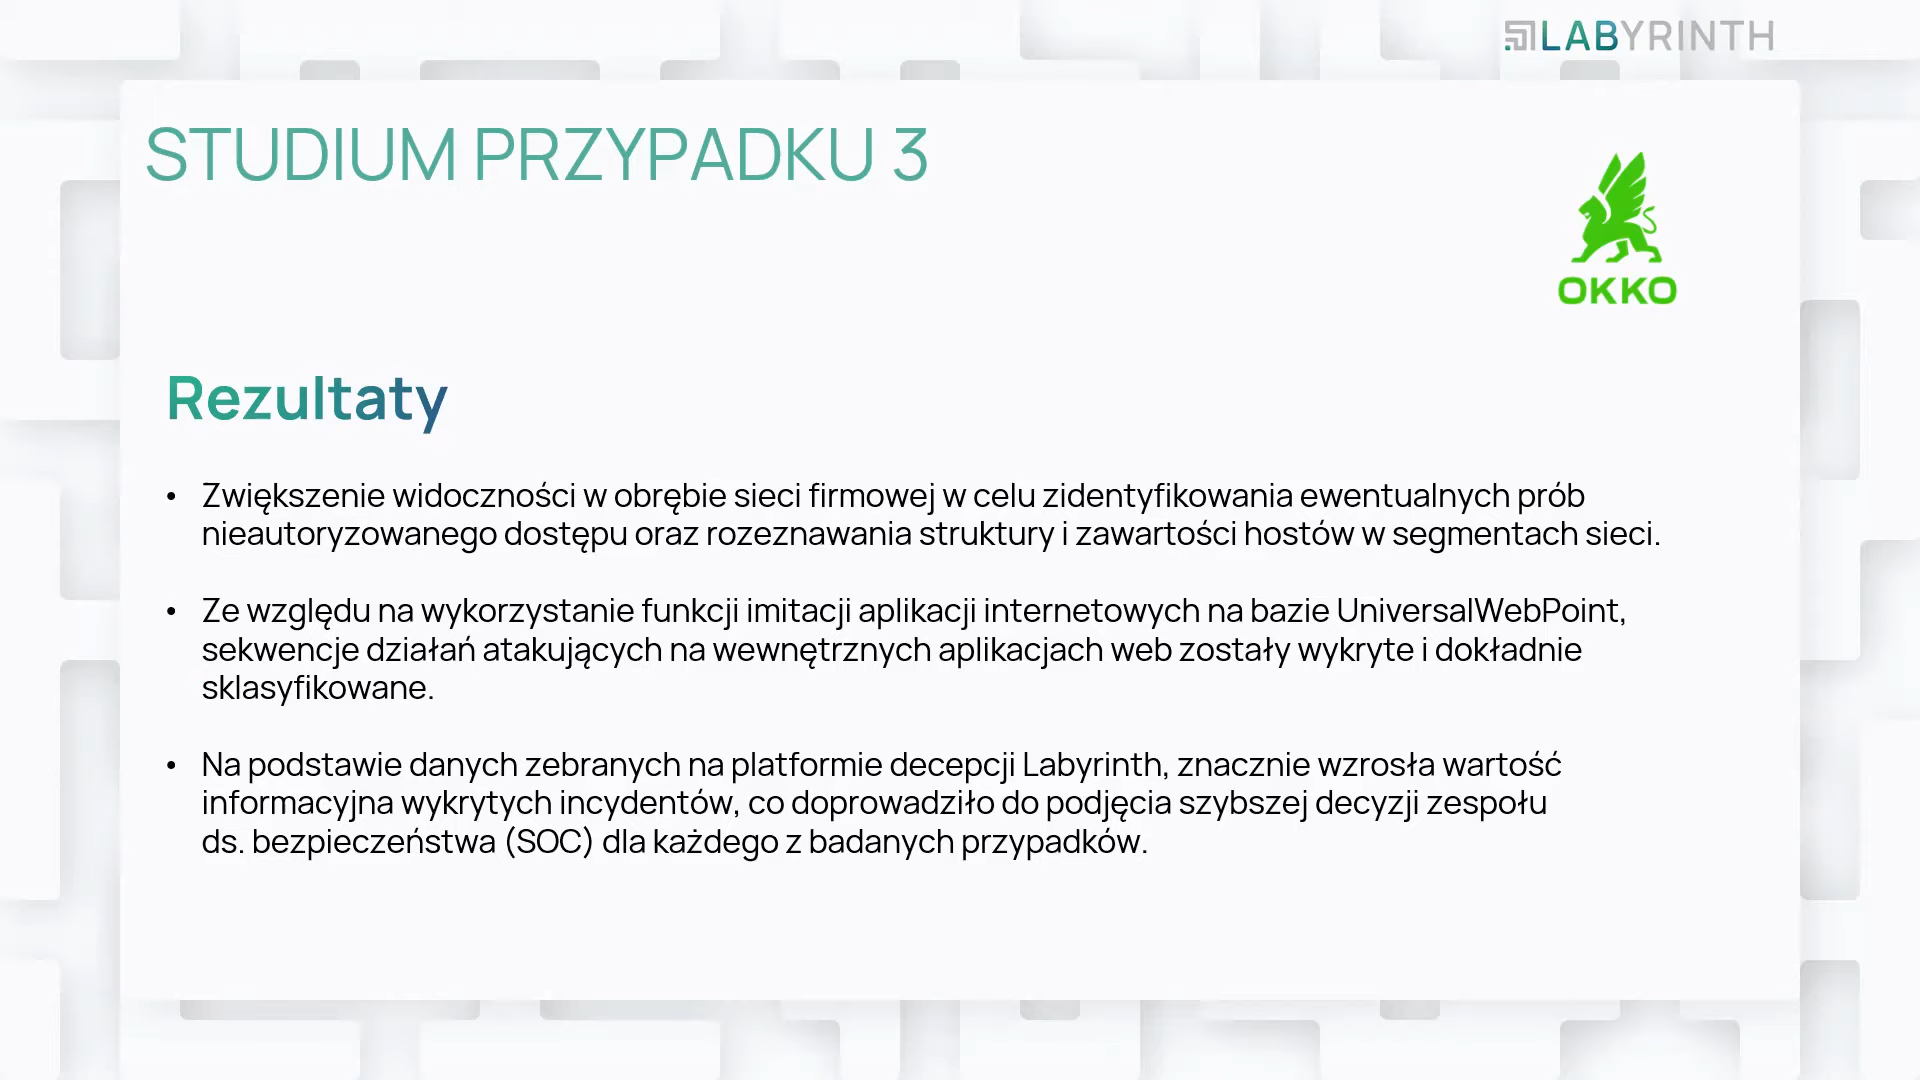 LABYRINTH
STUDIUM PRZYPADKU 3
OKKO
Rezultaty
• Zwiększenie widoczności w obrębie sieci firmowej w celu zidentyfikowania ewentualnych prób
nieautoryzowanego dostępu oraz rozeznawania struktury i zawartości hostów w segmentach sieci.
• Ze względu na wykorzystanie funkcji imitacji aplikacji internetowych na bazie UniversalWebPoint,
sekwencje działań atakujących na wewnętrznych aplikacjach web zostały wykryte i dokładnie
sklasyfikowane.
• Na podstawie danych zebranych na platformie decepcji Labyrinth, znacznie wzrosła wartość
informacyjna wykrytych incydentów, co doprowadziło do podjęcia szybszej decyzji zespołu
ds. bezpieczeństwa (SOC) dla każdego z badanych przypadków.